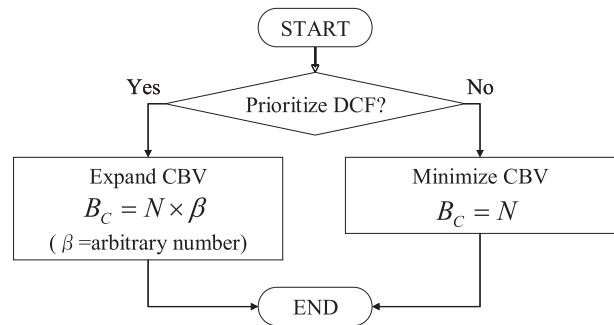 START
Yes
No
Prioritize DCF?
Expand CBV
B_C = N × β
( β =arbitrary number)
Minimize CBV
B_C = N
END